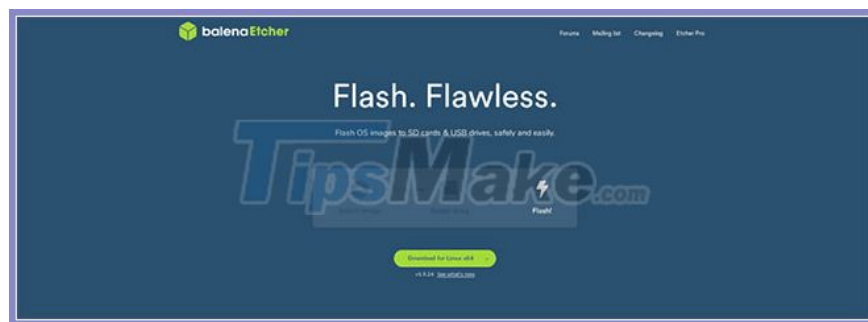 balenaEtcher
Forums Mailing list Changelog Etcher Pro
Flash. Flawless.
Flash OS images to SD cards & USB drives, safely and easily.
TipsMake.com
Flash!
Download for Linux x64
See what's new